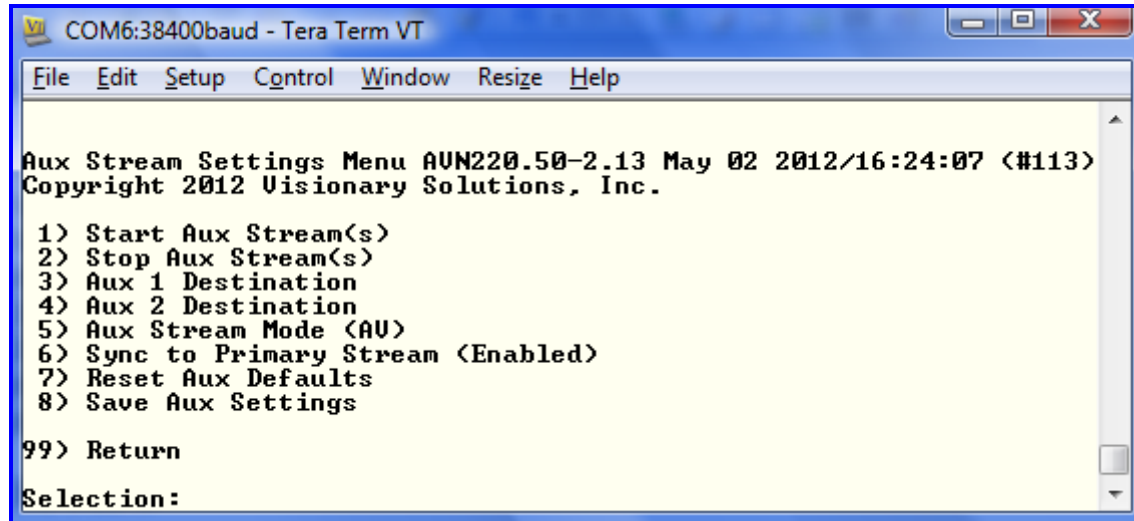 COM6:38400baud - Tera Term VT
File Edit Setup Control Window Resize Help
Aux Stream Settings Menu AVN220.50-2.13 May 02 2012/16:24:07 (#113)
Copyright 2012 Visionary Solutions, Inc.
1) Start Aux Stream(s)
2) Stop Aux Stream(s)
3) Aux 1 Destination
4) Aux 2 Destination
5) Aux Stream Mode (AV)
6) Sync to Primary Stream (Enabled)
7) Reset Aux Defaults
8) Save Aux Settings
99) Return
Selection: